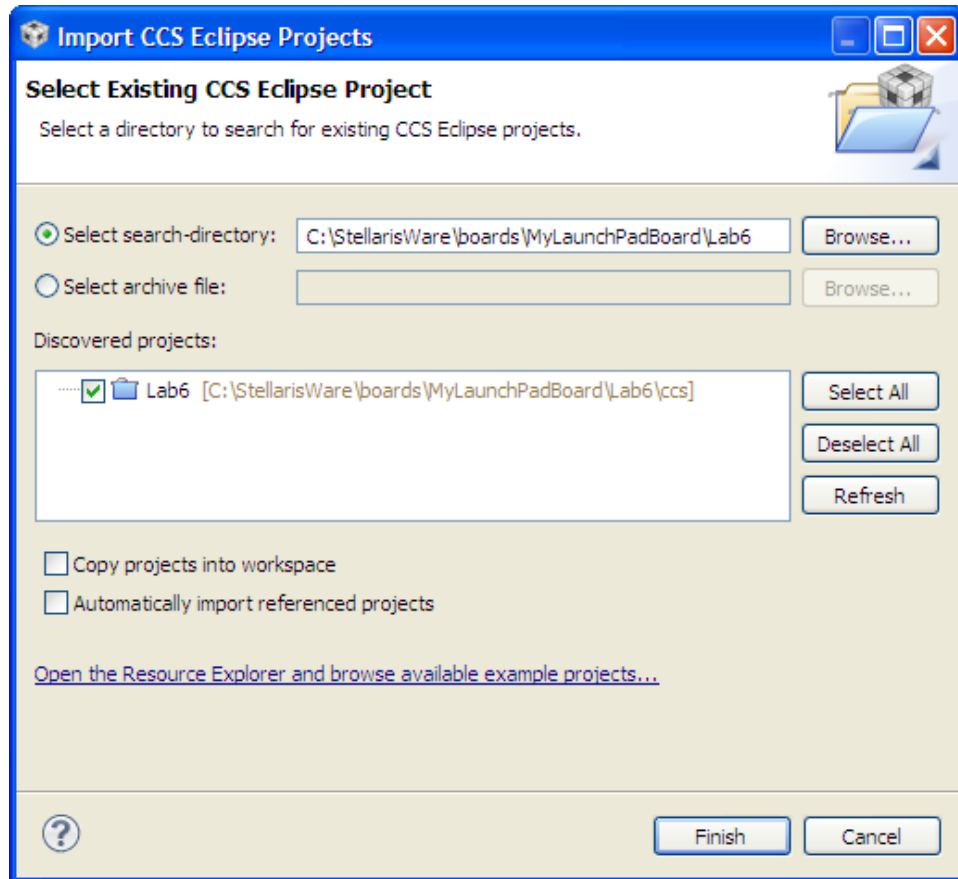 Import CCS Eclipse Projects
Select Existing CCS Eclipse Project
Select a directory to search for existing CCS Eclipse projects.
Select search-directory: C:\StellarisWare\boards\MyLaunchPadBoard\Lab6 Browse...
Select archive file: Browse...
Discovered projects:
Lab6 [C:\StellarisWare\boards\MyLaunchPadBoard\Lab6\ccs] Select All
Deselect All
Refresh
Copy projects into workspace
Automatically import referenced projects
Open the Resource Explorer and browse available example projects...
? Finish Cancel